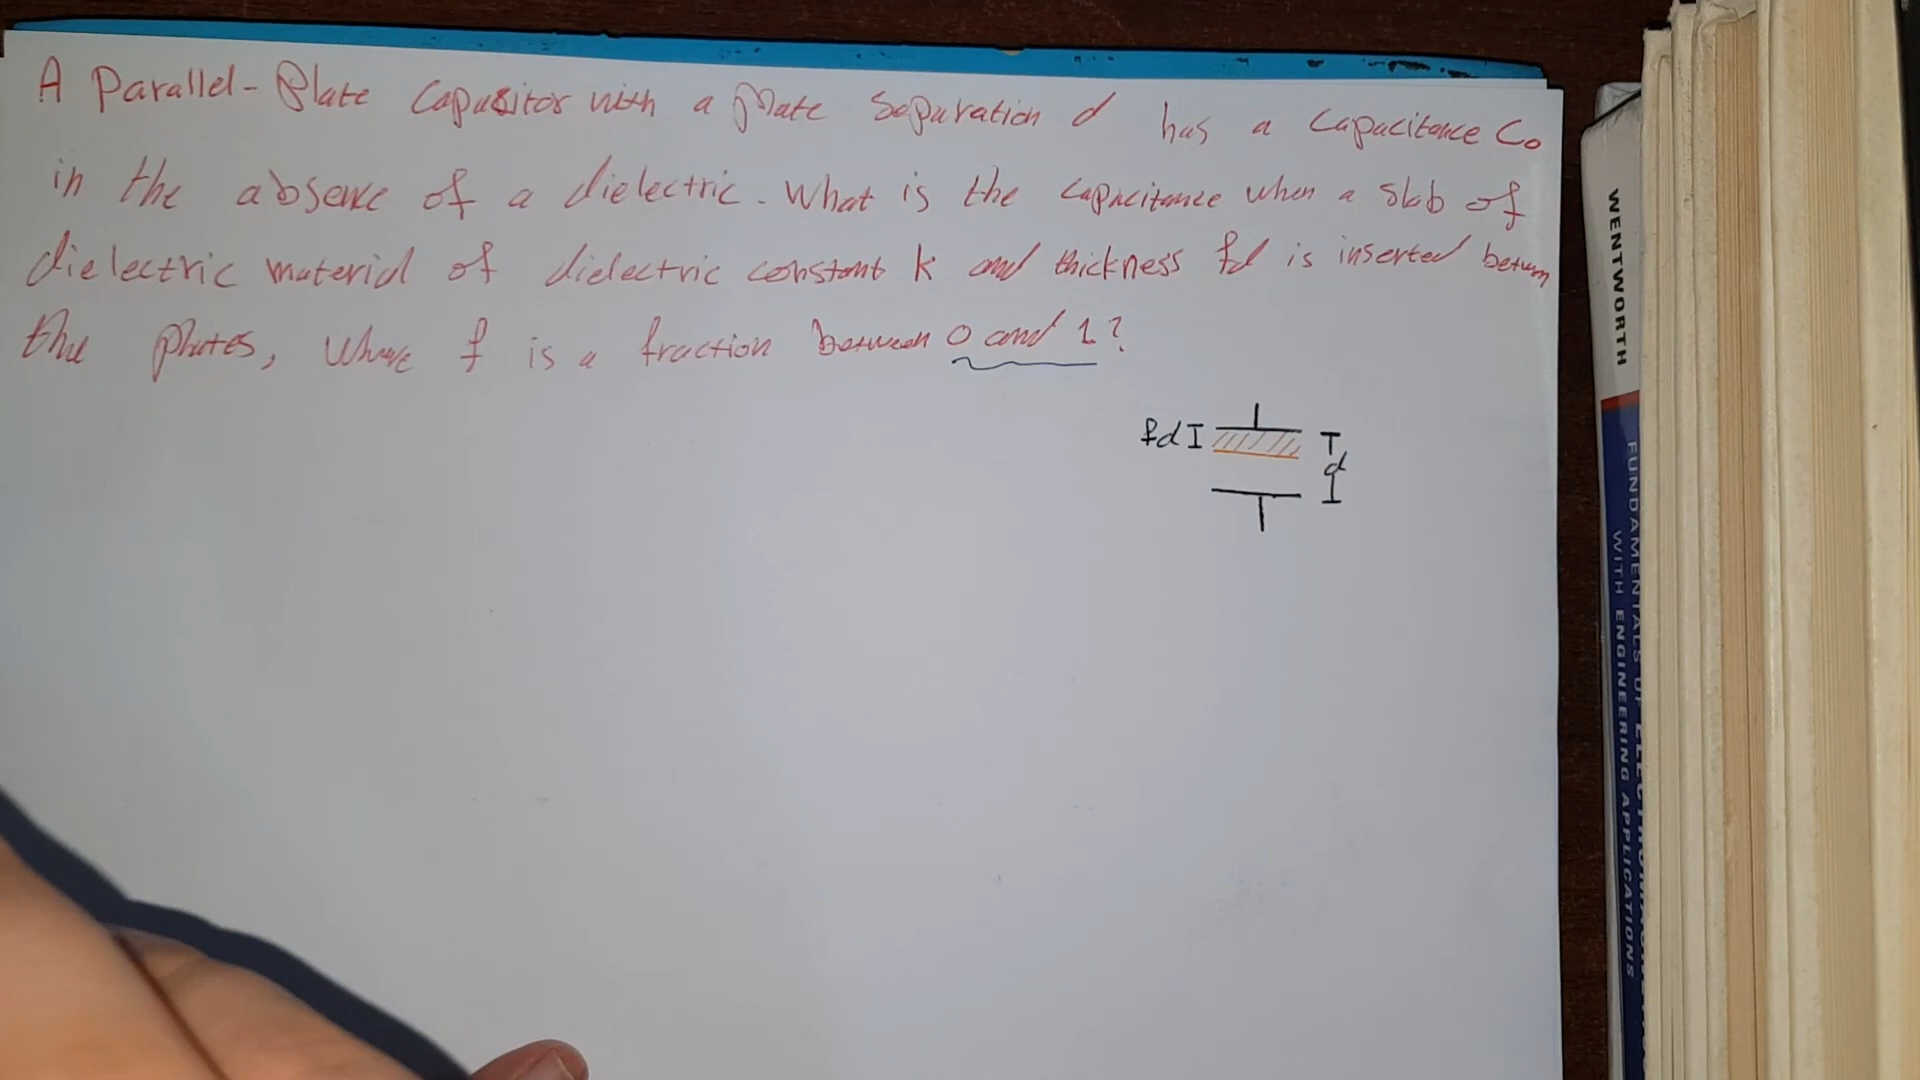 A Parallel-Plate Capacitor with a plate separation d has a capacitance Co
in the absence of a dielectric. What is the capacitance when a slab of
dielectric material of dielectric constant k and thickness fd is inserted between
the plates, where f is a fraction between 0 and 1?
fd
d
WENTWORTH
FUNDAMENTALS OF
WITH ENGINEERING APPLICATIONS